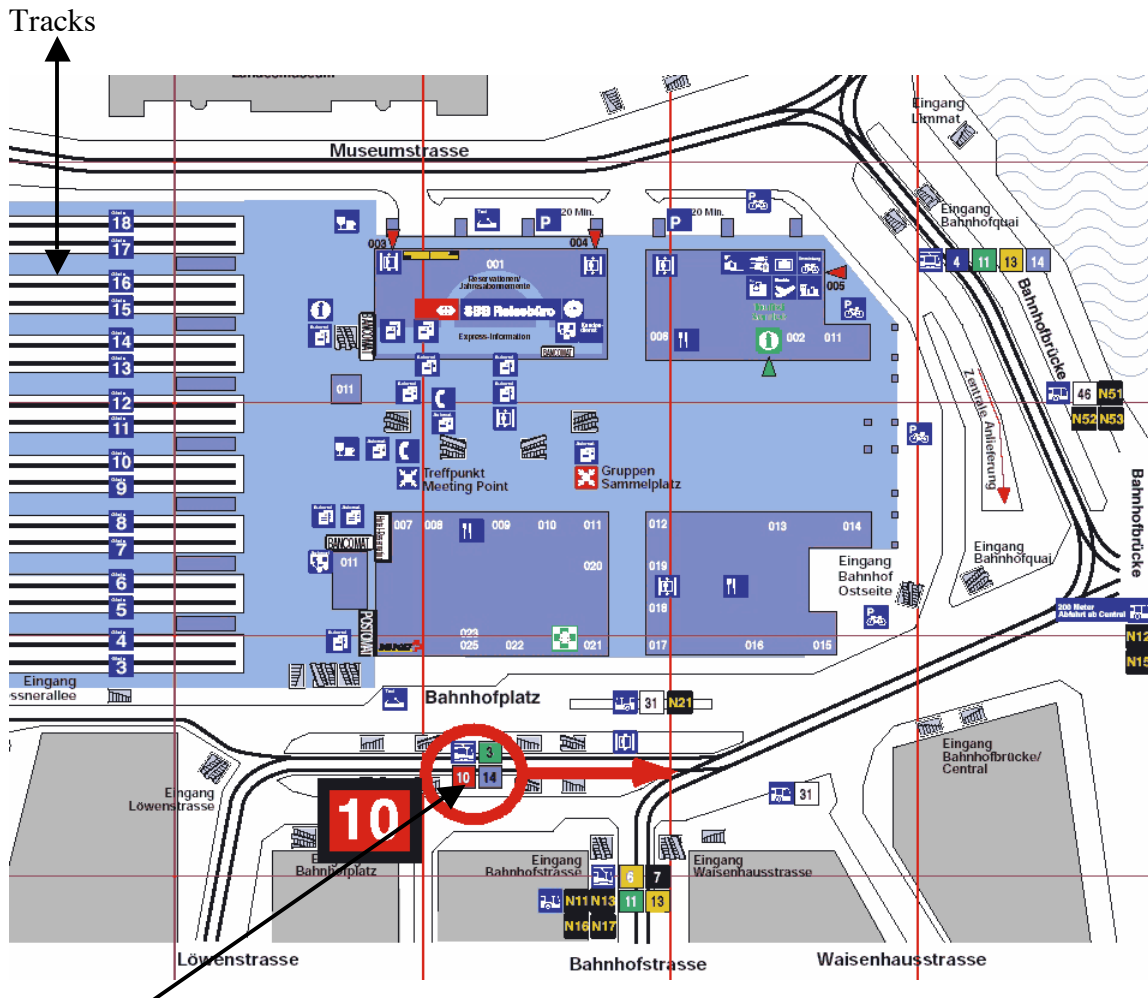 Tracks
Museumstrasse
Eingang
Limmat
Eingang
Bahnhofquai
4 11 13 14
Bahnhofbrücke
46 N51
N52 N53
Zentrale Anlieferung
Bahnhofbrücke
Eingang
Bahnhofquai
18
17
16
15
14
13
12
11
10
9
8
7
6
5
4
3
20 Min.
P
20 Min.
P
003
004
001
Reservationen/
Jahresabonnemente
SBB Reisebüro
Express-Information
BANCOMAT
BANCOMAT
011
005
006
002
011
Treffpunkt
Meeting Point
Gruppen
Sammelplatz
BANCOMAT
011
POSTOMAT
007 008 009 010 011
020
023
025 022 021
012 013 014
019
018
017 016 015
Eingang
Bahnhof
Ostseite
200 Meter
Abfahrt ab Central
N12
N15
Eingang
essnerallee
Bahnhofplatz
31 N21
3
10 14
10
Eingang
Löwenstrasse
Bahnhofplatz
Eingang
Bahnhofstrasse
Eingang
Waisenhausstrasse
Eingang
Bahnhofbrücke/
Central
31
6 7
N11 N13 11 13
N16 N17
Löwenstrasse
Bahnhofstrasse
Waisenhausstrasse